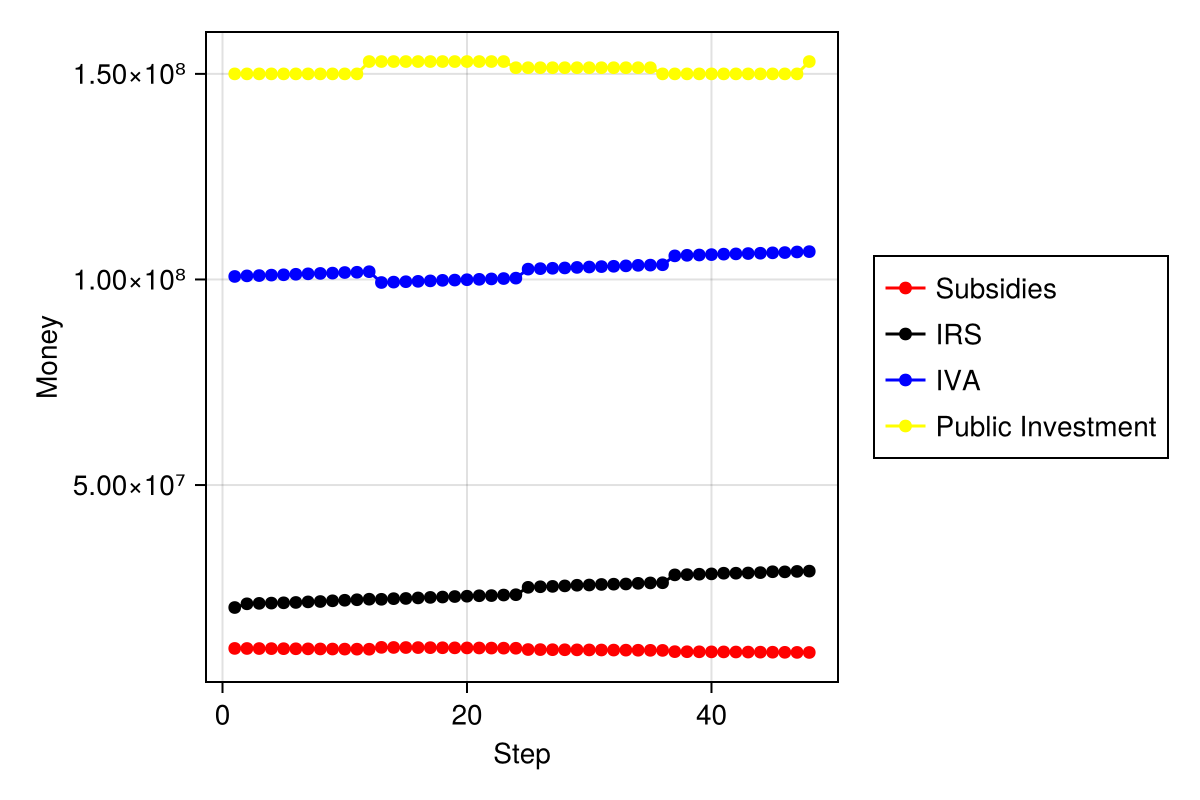 1.50×10⁸
1.00×10⁸
5.00×10⁷
Money
0 20 40
Step
Subsidies
IRS
IVA
Public Investment